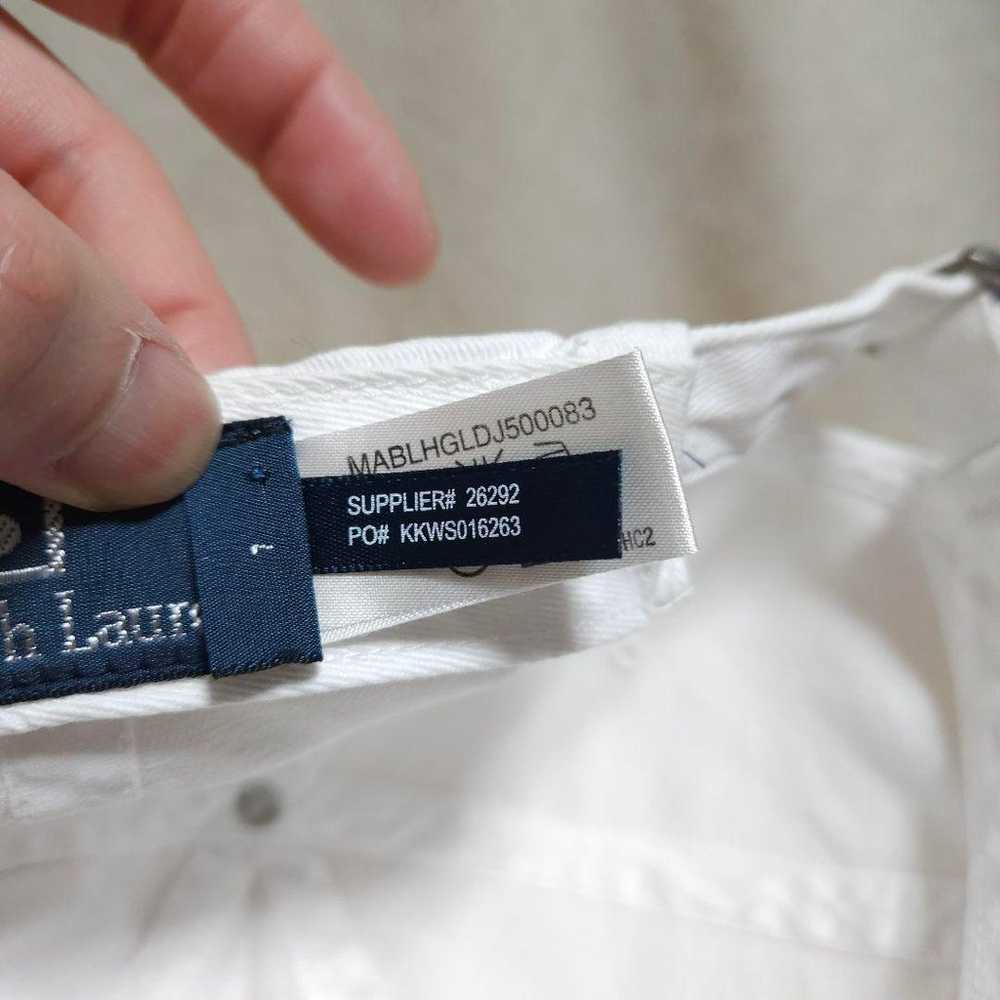 MABLHGLDJ500083
SUPPLIER# 26292
PO# KKWS016263
HC2
h Laur